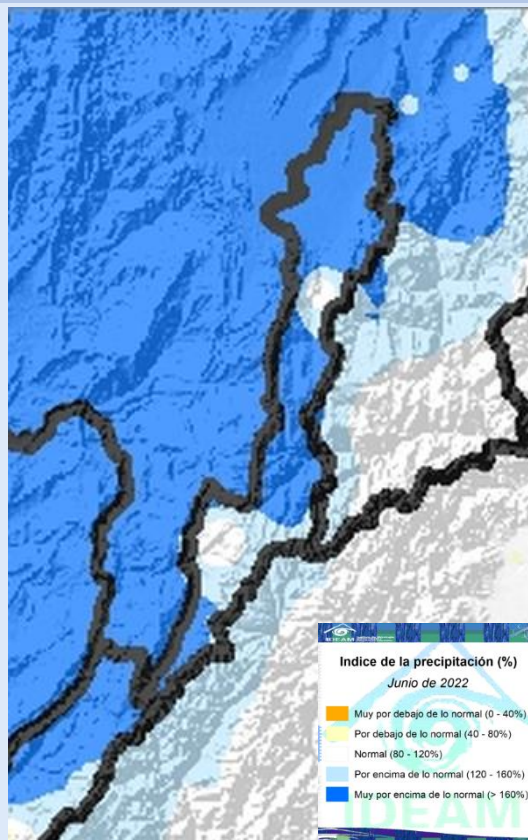 IDEAM
Indice de la precipitación (%)
Junio de 2022
Muy por debajo de lo normal (0 - 40%)
Por debajo de lo normal (40 - 80%)
Normal (80 - 120%)
Por encima de lo normal (120 - 160%)
Muy por encima de lo normal (> 160%)
IDEAM